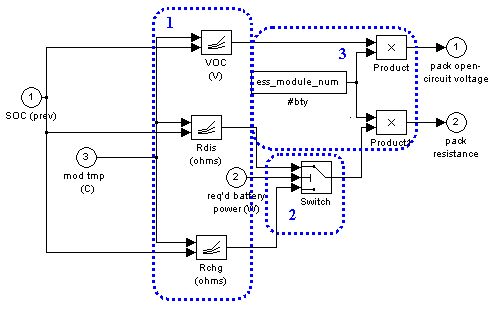 1
3
VOC
(V)
ess_module_num
#bty
Product
1
pack open-
circuit voltage
1
SOC (prev)
Rdis
(ohms)
Product1
2
pack
resistance
3
mod tmp
(C)
2
req'd battery
power (W)
Switch
2
Rchg
(ohms)